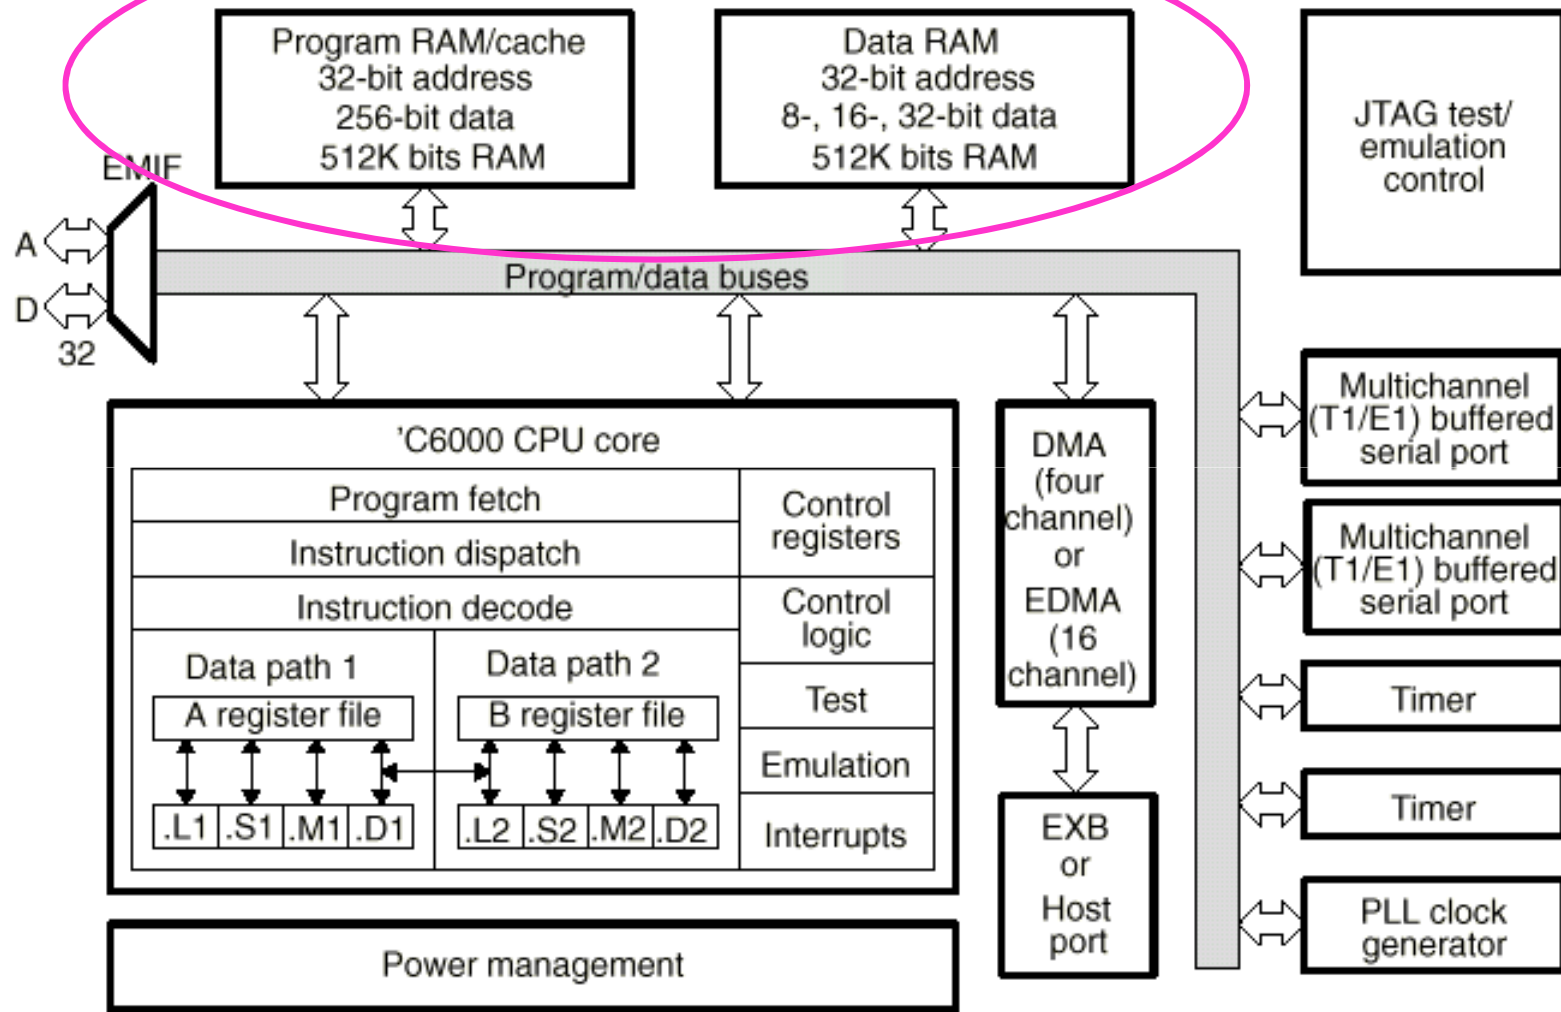 Program RAM/cache
32-bit address
256-bit data
512K bits RAM
Data RAM
32-bit address
8-, 16-, 32-bit data
512K bits RAM
JTAG test/
emulation
control
EMIF
A
D
32
Program/data buses
'C6000 CPU core
Program fetch
Instruction dispatch
Instruction decode
Control
registers
Control
logic
Test
Emulation
Interrupts
Data path 1
A register file
.L1 .S1 .M1 .D1
Data path 2
B register file
.L2 .S2 .M2 .D2
DMA
(four
channel)
or
EDMA
(16
channel)
EXB
or
Host
port
Multichannel
(T1/E1) buffered
serial port
Multichannel
(T1/E1) buffered
serial port
Timer
Timer
PLL clock
generator
Power management